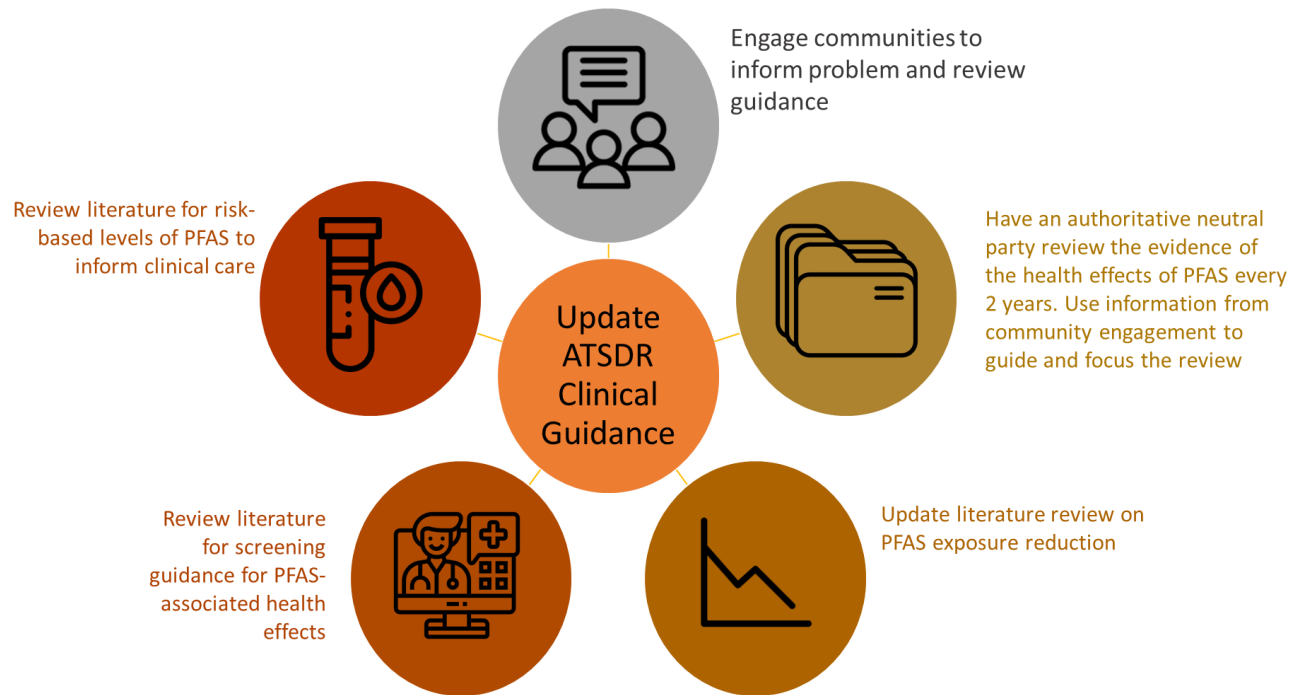 Engage communities to
inform problem and review
guidance
Have an authoritative neutral
party review the evidence of
the health effects of PFAS every
2 years. Use information from
community engagement to
guide and focus the review
Update literature review on
PFAS exposure reduction
Review literature
for screening
guidance for PFAS-
associated health
effects
Review literature for risk-
based levels of PFAS to
inform clinical care
Update
ATSDR
Clinical
Guidance